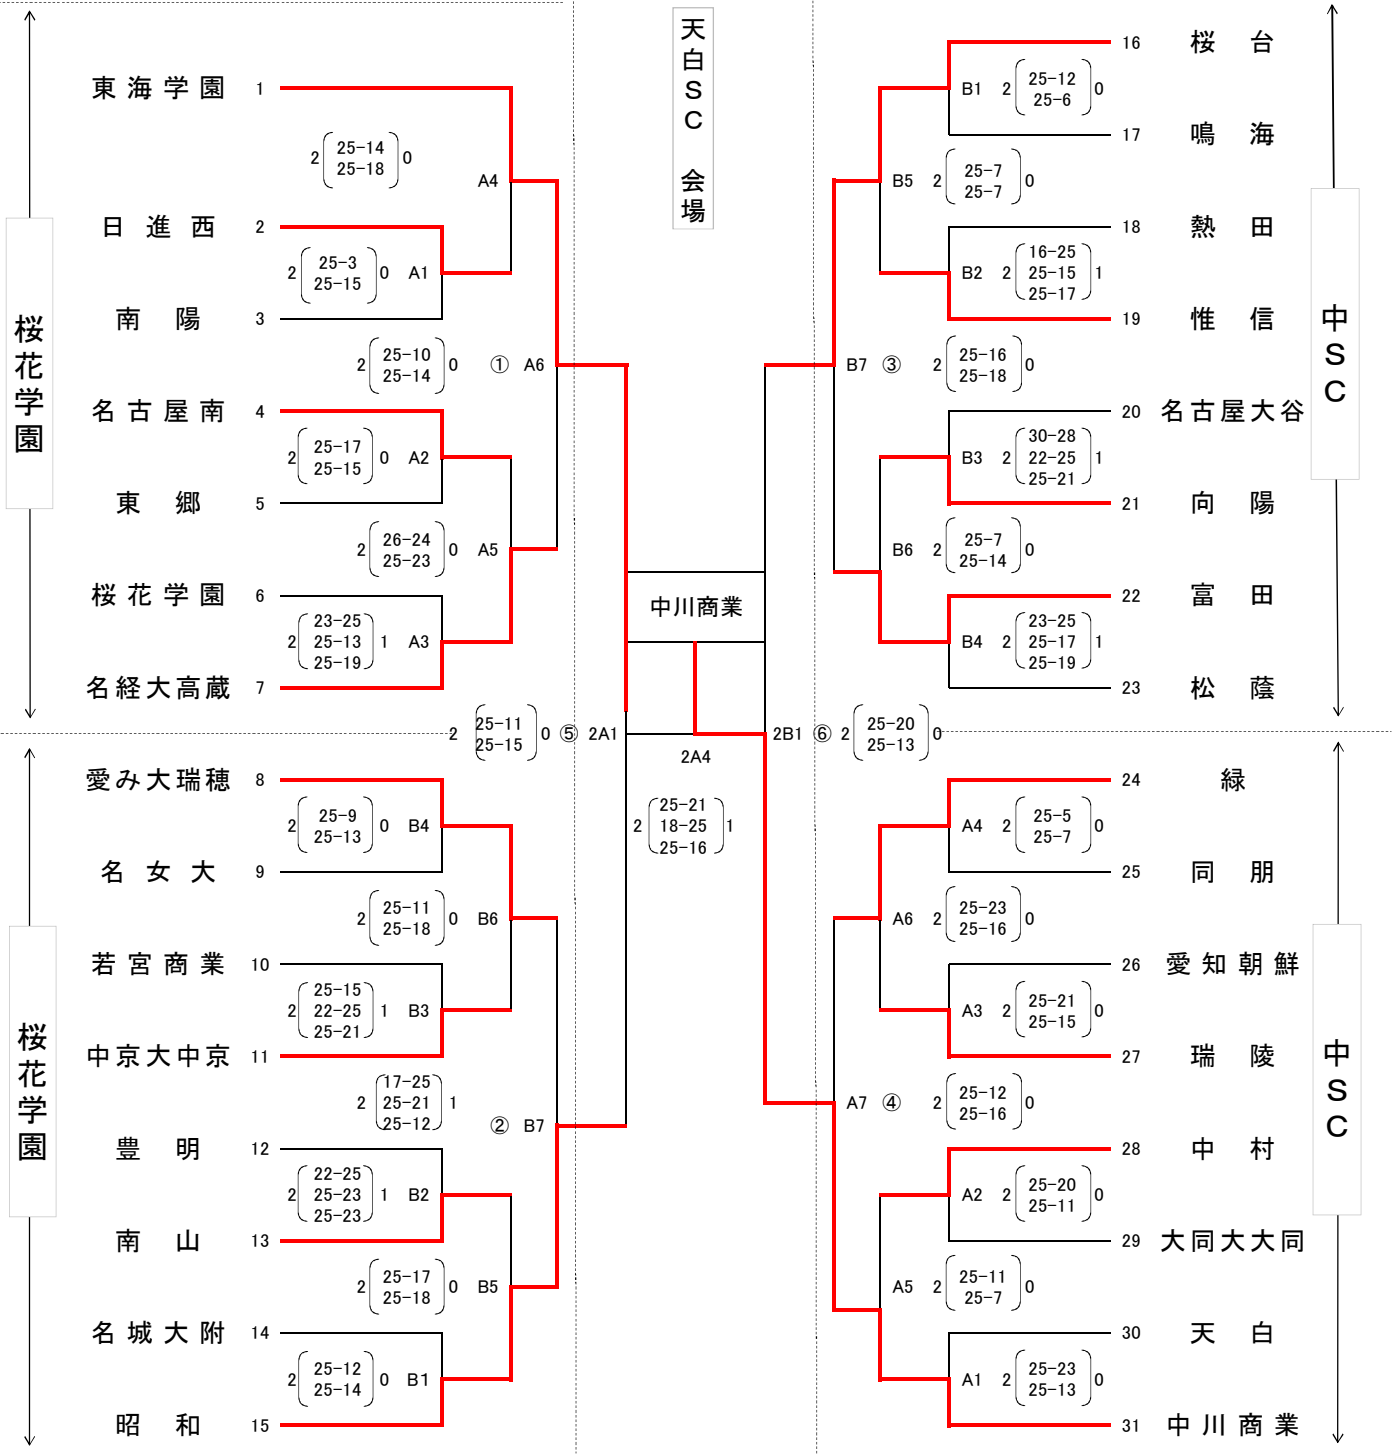 天白SC 会場
桜花学園
東海学園 1
2 25-14 0
25-18
A4
日進西 2
2 25-3 0 A1
25-15
南陽 3
2 25-10 0 ① A6
25-14
名古屋南 4
2 25-17 0 A2
25-15
東郷 5
2 26-24 0 A5
25-23
桜花学園 6
23-25
2 25-13 1 A3
25-19
名経大高蔵 7
2 25-11 0 ⑤ 2A1
25-15
桜花学園
愛み大瑞穂 8
2 25-9 0 B4
25-13
名女大 9
2 25-11 0 B6
25-18
若宮商業 10
25-15
2 22-25 1 B3
25-21
中京大中京 11
17-25
2 25-21 1
25-12
② B7
豊明 12
22-25
2 25-23 1 B2
25-23
南山 13
2 25-17 0 B5
25-18
名城大附 14
2 25-12 0 B1
25-14
昭和 15
中川商業
2A4
25-21
2 18-25 1
25-16
中SC
16 桜台
B1 2 25-12 0
25-6
17 鳴海
B5 2 25-7 0
25-7
18 熱田
16-25
B2 2 25-15 1
25-17
19 惟信
B7 ③ 2 25-16 0
25-18
20 名古屋大谷
30-28
B3 2 22-25 1
25-21
21 向陽
B6 2 25-7 0
25-14
22 富田
23-25
B4 2 25-17 1
25-19
23 松蔭
2B1 ⑥ 2 25-20 0
25-13
中SC
24 緑
A4 2 25-5 0
25-7
25 同朋
A6 2 25-23 0
25-16
26 愛知朝鮮
A3 2 25-21 0
25-15
27 瑞陵
A7 ④ 2 25-12 0
25-16
28 中村
A2 2 25-20 0
25-11
29 大同大大同
A5 2 25-11 0
25-7
30 天白
A1 2 25-23 0
25-13
31 中川商業